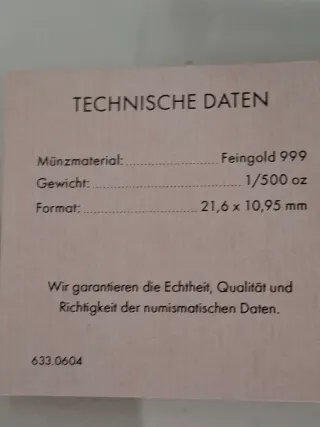 TECHNISCHE DATEN
Münzmaterial: Feingold 999
Gewicht: 1/500 oz
Format: 21,6 x 10,95 mm
Wir garantieren die Echtheit, Qualität und
Richtigkeit der numismatischen Daten.
633.0604